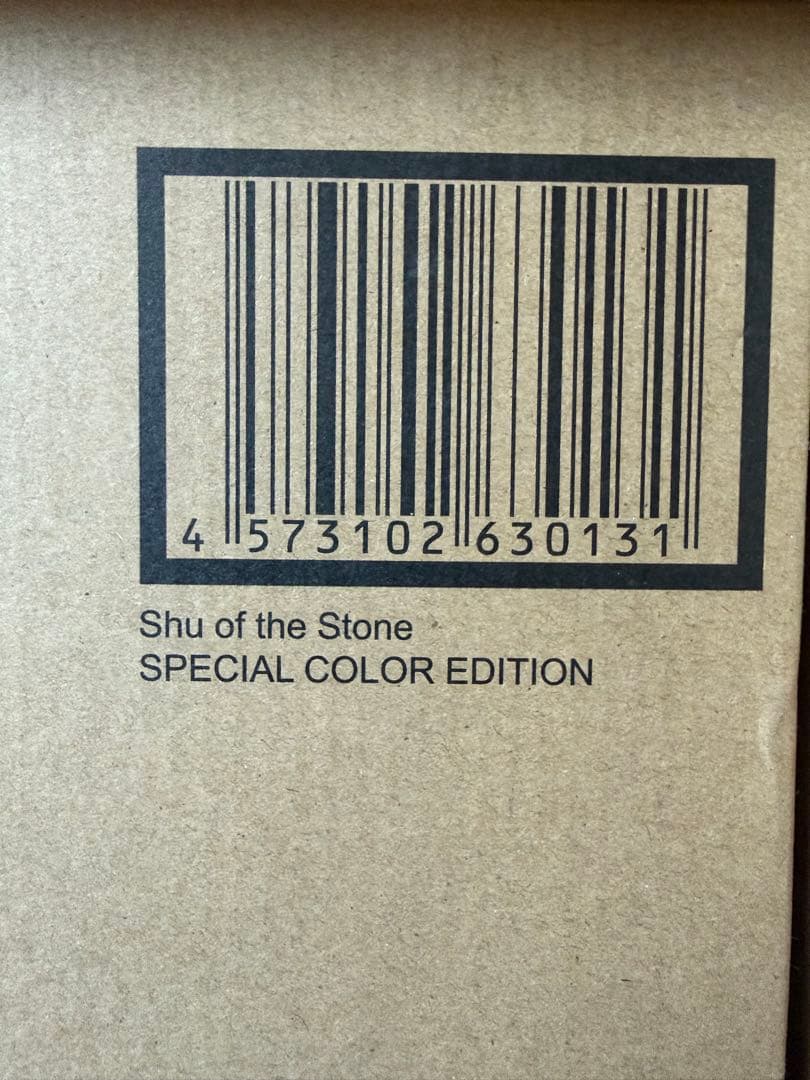 4 573102 630131
Shu of the Stone
SPECIAL COLOR EDITION